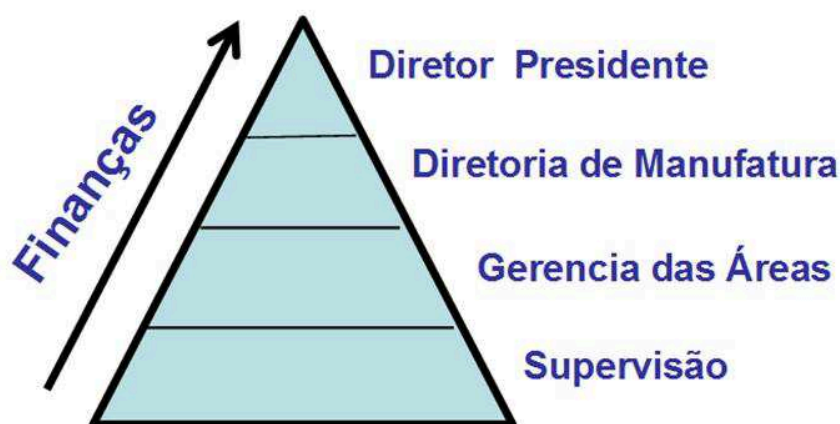 Diretor Presidente
Finanças
Diretoria de Manufatura
Gerencia das Áreas
Supervisão